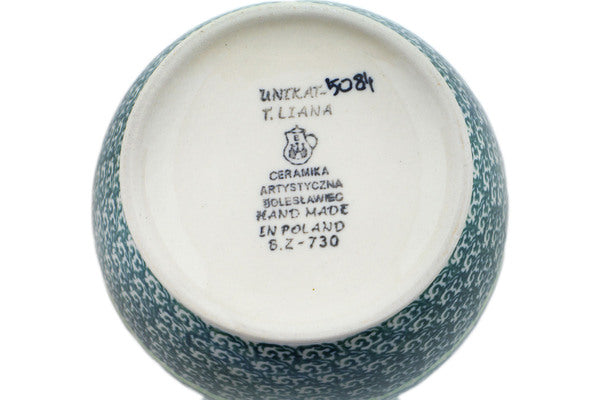 UNIKAT-5084
T. LIANA
CERAMIKA
ARTYSTYCZNA
BOLESŁAWIEC
HAND MADE
IN POLAND
S.Z-730